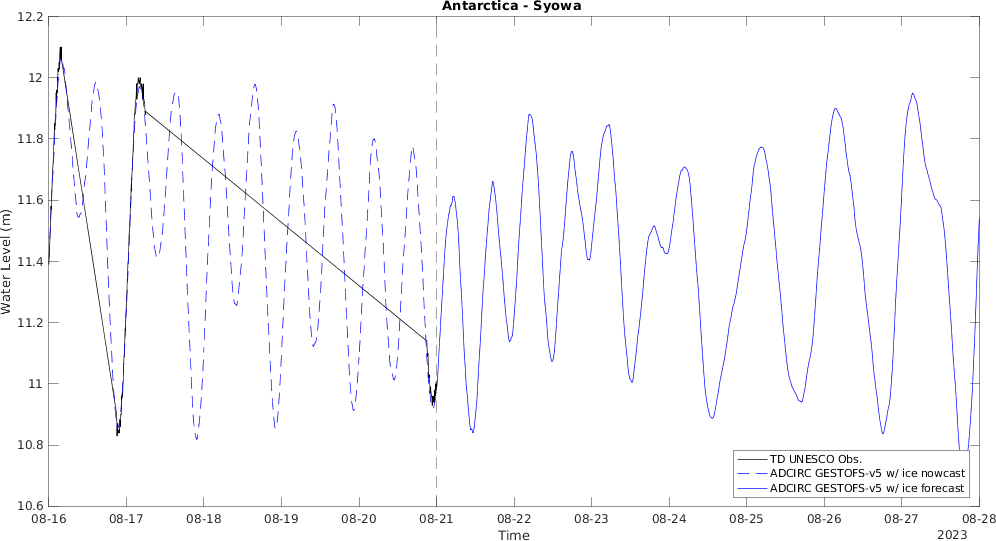 Antarctica - Syowa
Water Level (m)
12.2
12
11.8
11.6
11.4
11.2
11
10.8
10.6
TD UNESCO Obs.
ADCIRC GESTOFS-v5 w/ ice nowcast
ADCIRC GESTOFS-v5 w/ ice forecast
08-16 08-17 08-18 08-19 08-20 08-21 08-22 08-23 08-24 08-25 08-26 08-27 08-28
Time
2023